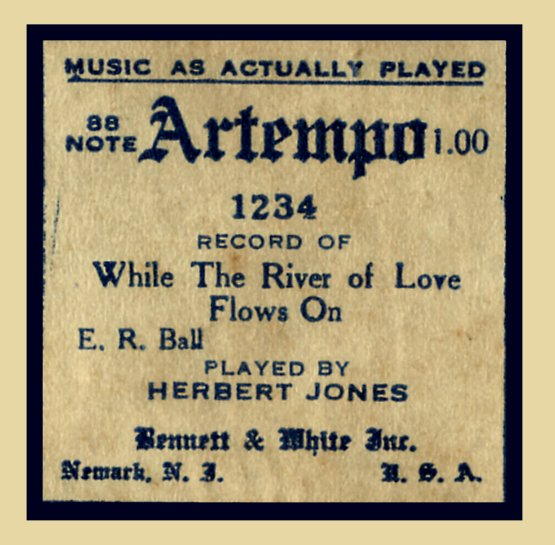 MUSIC AS ACTUALLY PLAYED
88 NOTE Artempo 1.00
1234
RECORD OF
While The River of Love
Flows On
E. R. Ball
PLAYED BY
HERBERT JONES
Bennett & White Inc.
Newark, N. J. U. S. A.